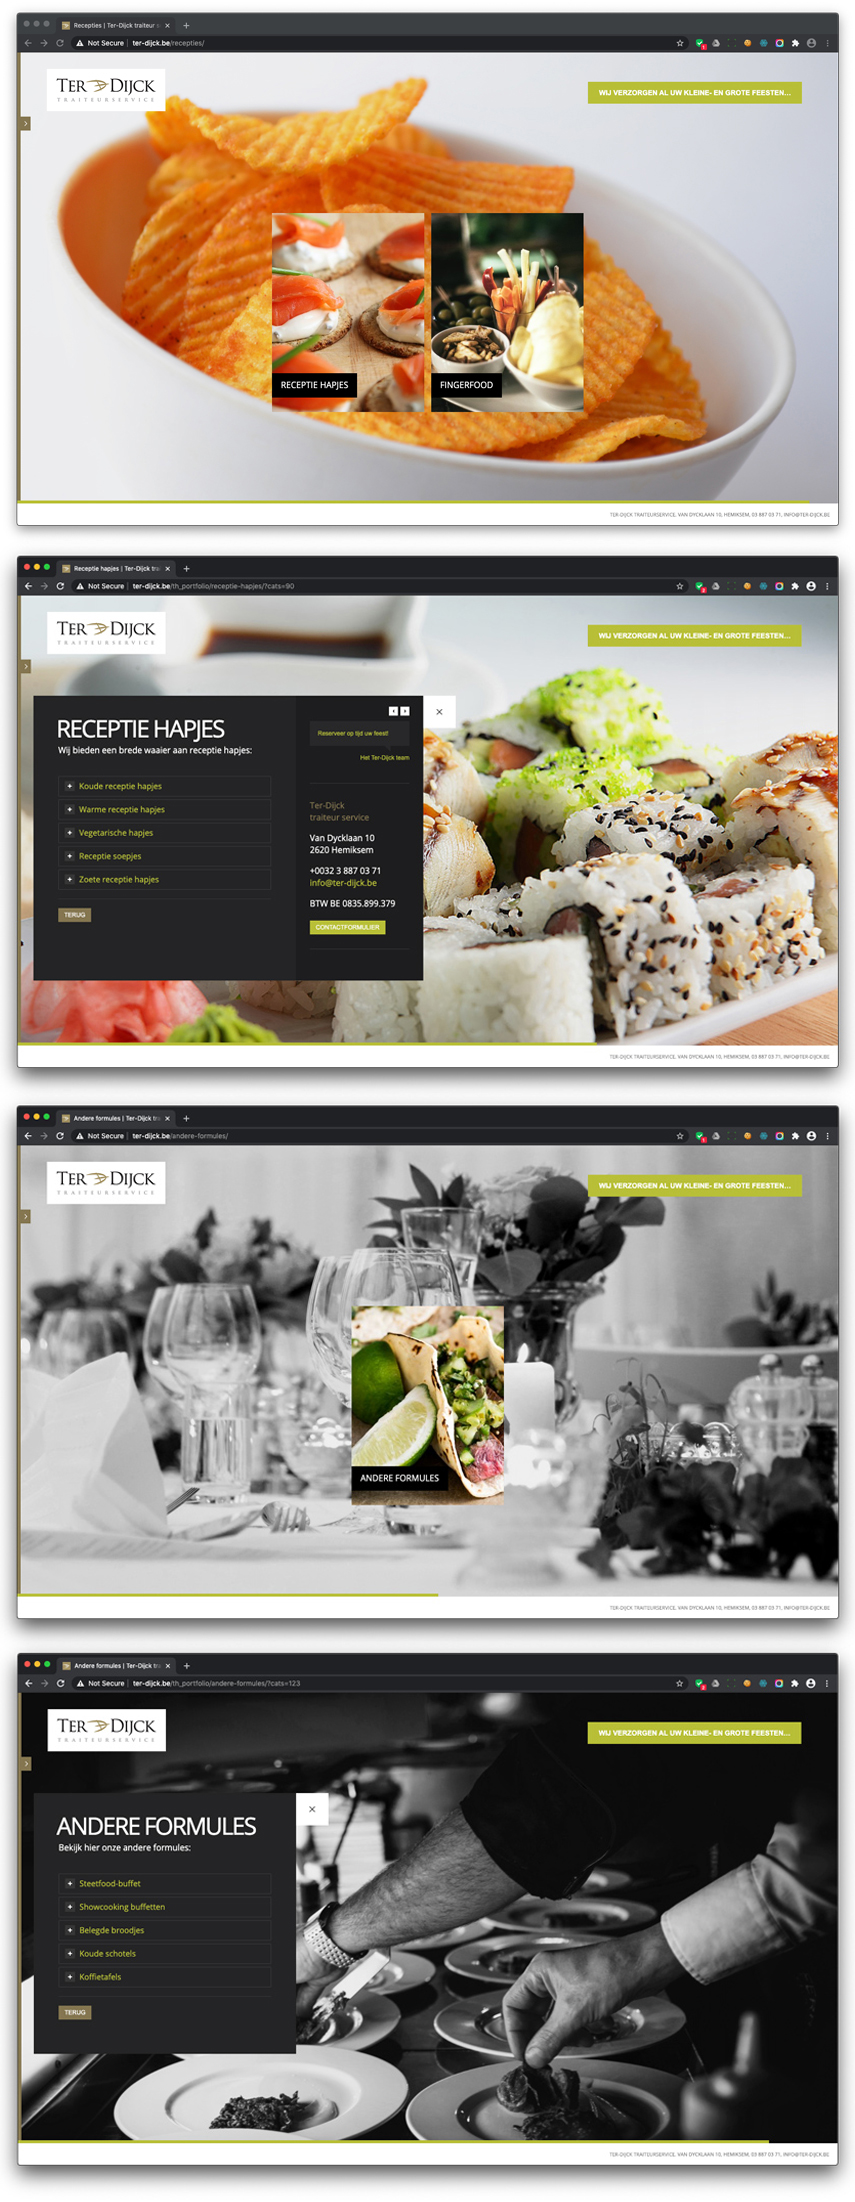 Recepties | Ter-Dijck traiteur
Not Secure | ter-dijck.be/recepties/
TER DIJCK
TRAITEURSERVICE
WIJ VERZORGEN AL UW KLEINE- EN GROTE FEESTEN...
RECEPTIE HAPJES
FINGERFOOD
TER-DIJCK TRAITEURSERVICE, VAN DYCKLAAN 10, HEMIKSEM, 03 887 03 71, INFO@TER-DIJCK.BE
Receptie hapjes | Ter-Dijck
Not Secure | ter-dijck.be/th_portfolio/receptie-hapjes/?cats=90
TER DIJCK
TRAITEURSERVICE
WIJ VERZORGEN AL UW KLEINE- EN GROTE FEESTEN...
RECEPTIE HAPJES
Wij bieden een brede waaier aan receptie hapjes:
Koude receptie hapjes
Warme receptie hapjes
Vegetarische hapjes
Receptie soepjes
Zoete receptie hapjes
TERUG
Reserveer op tijd uw feest!
Het Ter-Dijck team
Ter-Dijck
traiteur service
Van Dycklaan 10
2620 Hemiksem
+0032 3 887 03 71
info@ter-dijck.be
BTW BE 0835.899.379
CONTACTFORMULIER
TER-DIJCK TRAITEURSERVICE, VAN DYCKLAAN 10, HEMIKSEM, 03 887 03 71, INFO@TER-DIJCK.BE
Andere formules | Ter-Dijck
Not Secure | ter-dijck.be/andere-formules/
TER DIJCK
TRAITEURSERVICE
WIJ VERZORGEN AL UW KLEINE- EN GROTE FEESTEN...
ANDERE FORMULES
TER-DIJCK TRAITEURSERVICE, VAN DYCKLAAN 10, HEMIKSEM, 03 887 03 71, INFO@TER-DIJCK.BE
Andere formules | Ter-Dijck
Not Secure | ter-dijck.be/th_portfolio/andere-formules/?cats=123
TER DIJCK
TRAITEURSERVICE
WIJ VERZORGEN AL UW KLEINE- EN GROTE FEESTEN...
ANDERE FORMULES
Bekijk hier onze andere formules:
Steetfood-buffet
Showcooking buffetten
Belegde broodjes
Koude schotels
Koffietafels
TERUG
TER-DIJCK TRAITEURSERVICE, VAN DYCKLAAN 10, HEMIKSEM, 03 887 03 71, INFO@TER-DIJCK.BE